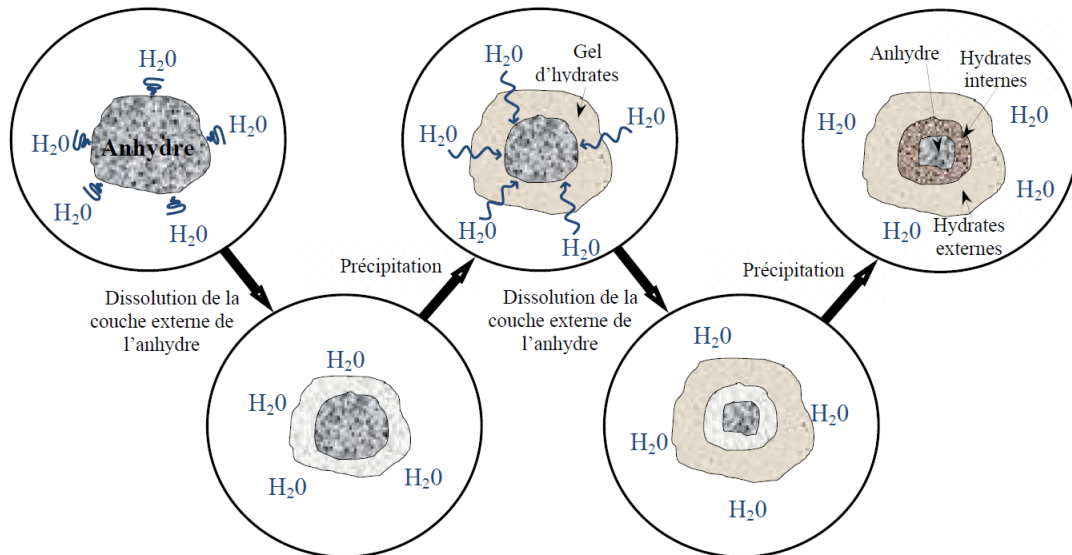 H₂0
H₂0
H₂0
Anhydre
H₂0
H₂0
Dissolution de la
couche externe de
l’anhydre
H₂0
H₂0
H₂0
H₂0
Précipitation
Gel
d’hydrates
H₂0
H₂0
H₂0
H₂0
H₂0
Dissolution de la
couche externe de
l’anhydre
H₂0
H₂0
H₂0
H₂0
Précipitation
Anhydre
Hydrates
internes
H₂0
H₂0
H₂0
H₂0
Hydrates
externes